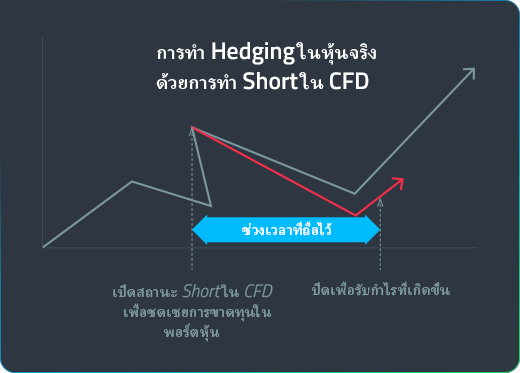 การทำ Hedging ในหุ้นจริง
ด้วยการทำ Short ใน CFD
ช่วงเวลาที่ถือไว้
เปิดสถานะ Short ใน CFD
เพื่อชดเชยการขาดทุนใน
พอร์ตหุ้น
ปิดเพื่อรับกำไรที่เกิดขึ้น